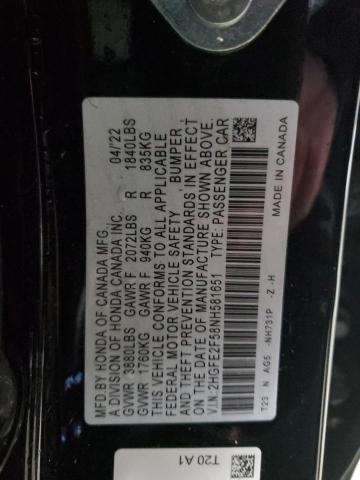 MFD.BY HONDA OF CANADA MFG. 04/'22
A DIVISION OF HONDA CANADA INC.
GVWR 3880LBS GAWR F 2072LBS R 1840LBS
GVWR 1760KG GAWR F 940KG R 835KG
THIS VEHICLE CONFORMS TO ALL APPLICABLE
FEDERAL MOTOR VEHICLE SAFETY , BUMPER ,
AND THEFT PREVENTION STANDARDS IN EFFECT
ON THE DATE OF MANUFACTURE SHOWN ABOVE.
V.I.N:2HGFE2F58NH581651 TYPE: PASSENGER CAR
T23 N AG5 -NH731P -Z -H
MADE IN CANADA
T20 A1